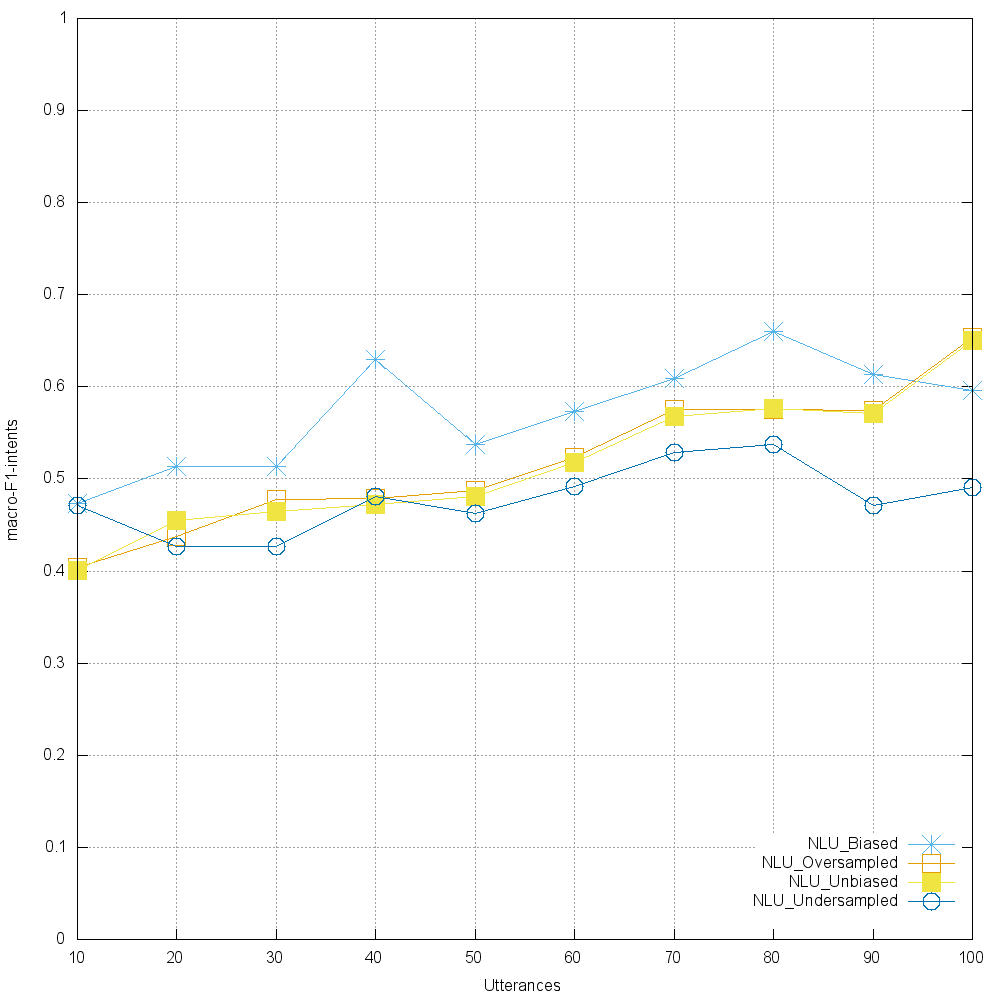 1
0.9
0.8
0.7
0.6
0.5
0.4
0.3
0.2
0.1
0
macro-F1-intents
NLU_Biased
NLU_Oversampled
NLU_Unbiased
NLU_Undersampled
10 20 30 40 50 60 70 80 90 100
Utterances